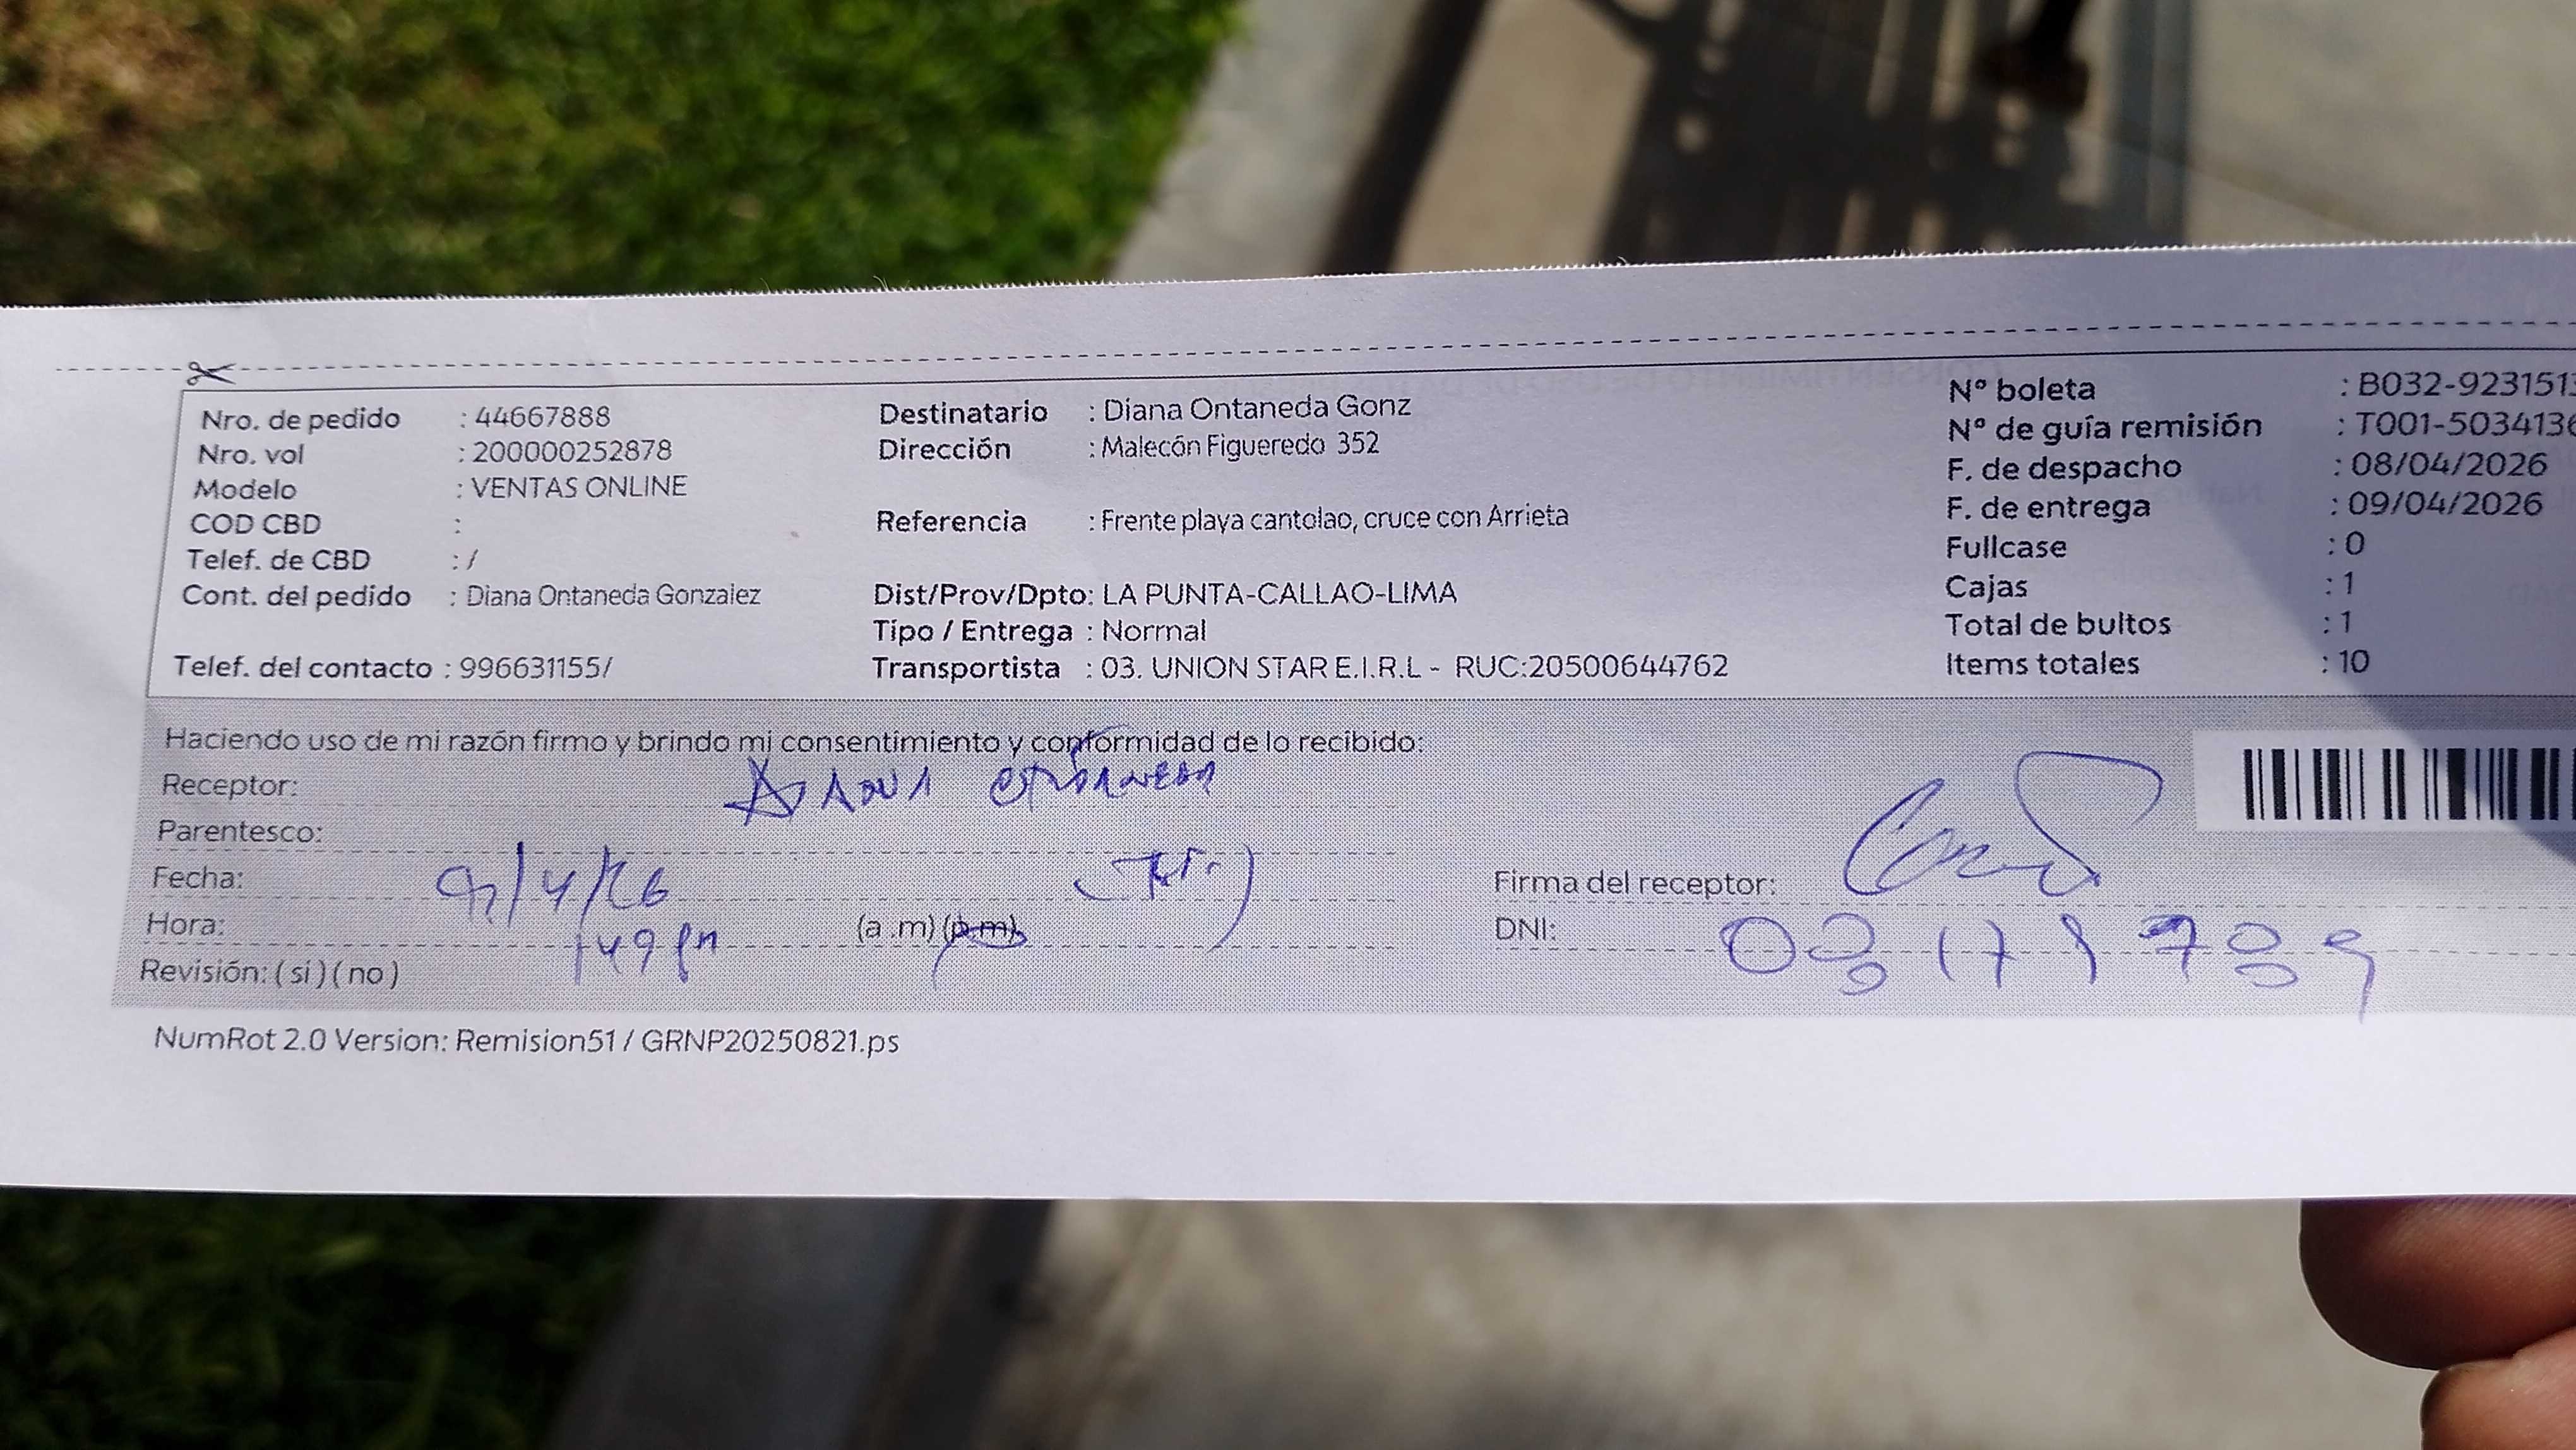 Nro. de pedido : 44667888
Nro. vol : 200000252878
Modelo : VENTAS ONLINE
COD CBD :
Telef. de CBD : /
Cont. del pedido : Diana Ontaneda Gonzalez
Telef. del contacto : 996631155/
Destinatario : Diana Ontaneda Gonz
Dirección : Malecón Figueredo 352
Referencia : Frente playa cantolao, cruce con Arrieta
Dist/Prov/Dpto: LA PUNTA-CALLAO-LIMA
Tipo / Entrega : Normal
Transportista : 03. UNION STAR E.I.R.L - RUC:20500644762
Nº boleta : B032-923151
Nº de guía remisión : T001-503413
F. de despacho : 08/04/2026
F. de entrega : 09/04/2026
Fullcase : 0
Cajas : 1
Total de bultos : 1
Items totales : 10
Haciendo uso de mi razón firmo y brindo mi consentimiento y conformidad de lo recibido:
Receptor: DIANA ONTANEDA
Parentesco:
Fecha: 9/4/26
Hora: 149 pm (a .m) (p.m)
Revisión: ( si ) ( no )
Firma del receptor:
DNI:
NumRot 2.0 Version: Remision51 / GRNP20250821.ps